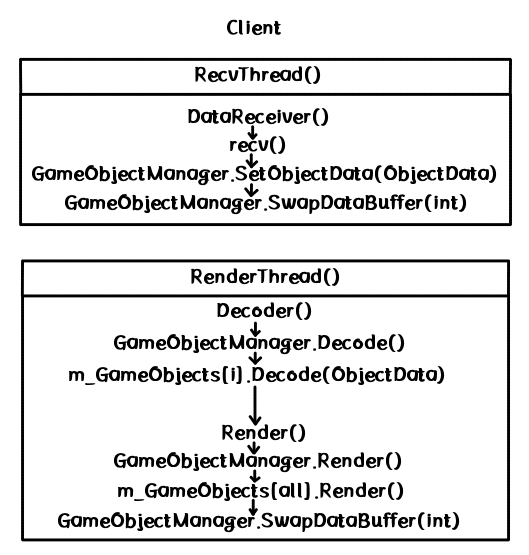 Client
RecvThread()
DataReceiver()
recv()
GameObjectManager.SetObjectData(ObjectData)
GameObjectManager.SwapDataBuffer(int)
RenderThread()
Decoder()
GameObjectManager.Decode()
m_GameObjects[i].Decode(ObjectData)
Render()
GameObjectManager.Render()
m_GameObjects[all].Render()
GameObjectManager.SwapDataBuffer(int)